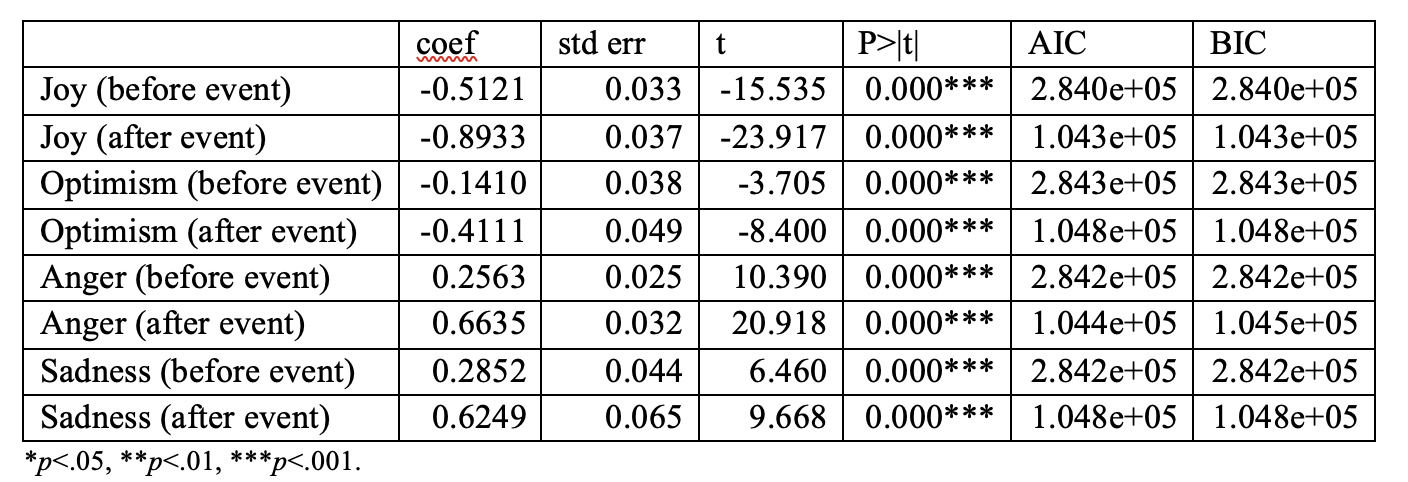 coef std err t P>|t| AIC BIC
Joy (before event) -0.5121 0.033 -15.535 0.000*** 2.840e+05 2.840e+05
Joy (after event) -0.8933 0.037 -23.917 0.000*** 1.043e+05 1.043e+05
Optimism (before event) -0.1410 0.038 -3.705 0.000*** 2.843e+05 2.843e+05
Optimism (after event) -0.4111 0.049 -8.400 0.000*** 1.048e+05 1.048e+05
Anger (before event) 0.2563 0.025 10.390 0.000*** 2.842e+05 2.842e+05
Anger (after event) 0.6635 0.032 20.918 0.000*** 1.044e+05 1.045e+05
Sadness (before event) 0.2852 0.044 6.460 0.000*** 2.842e+05 2.842e+05
Sadness (after event) 0.6249 0.065 9.668 0.000*** 1.048e+05 1.048e+05
*p<.05, **p<.01, ***p<.001.